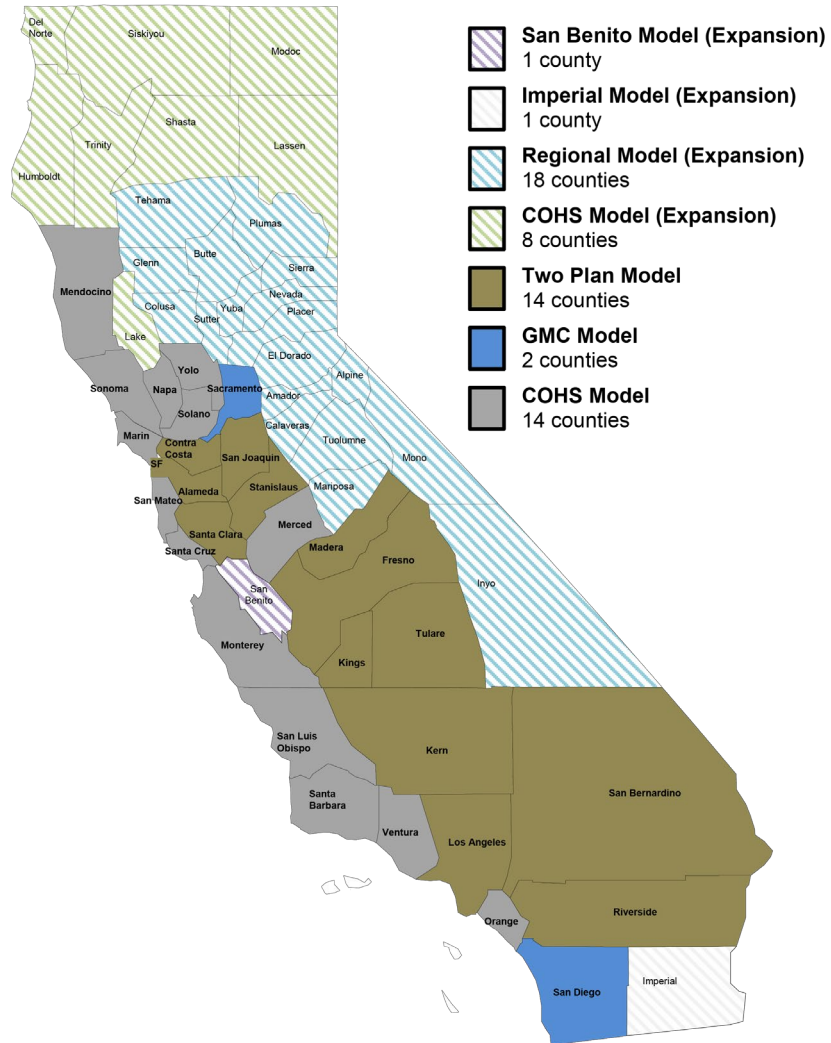 Del
Norte
Siskiyou
Modoc
Humboldt
Trinity
Shasta
Lassen
Tehama
Plumas
Glenn
Butte
Sierra
Mendocino
Colusa
Nevada
Yuba
Sutter
Placer
Lake
El Dorado
Yolo
Alpine
Sonoma
Napa
Sacramento
Amador
Solano
Calaveras
Marin
Contra
Costa
Tuolumne
San Joaquin
SF
Mono
Alameda
Stanislaus
Mariposa
San Mateo
Merced
Santa Clara
Santa Cruz
Madera
Fresno
San
Benito
Inyo
Monterey
Tulare
Kings
San Luis
Obispo
Kern
Santa
Barbara
San Bernardino
Ventura
Los Angeles
Orange
Riverside
San Diego
Imperial
San Benito Model (Expansion)
1 county
Imperial Model (Expansion)
1 county
Regional Model (Expansion)
18 counties
COHS Model (Expansion)
8 counties
Two Plan Model
14 counties
GMC Model
2 counties
COHS Model
14 counties